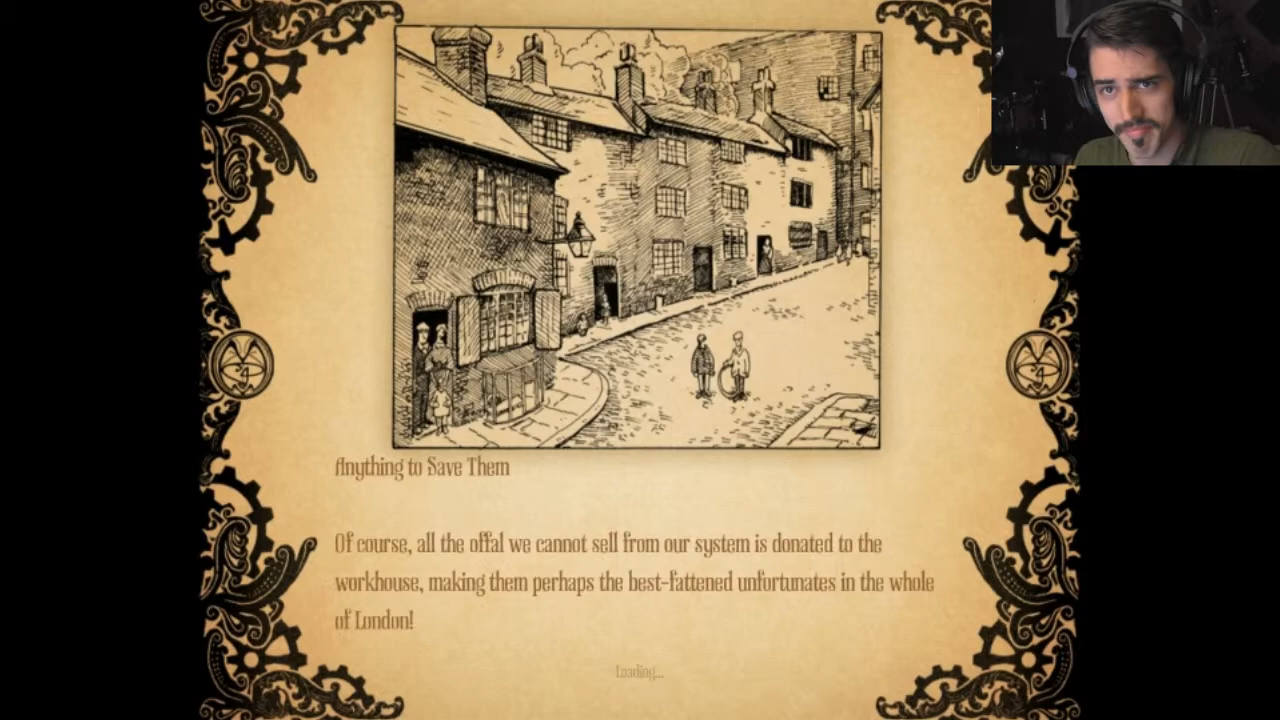 Anything to Save Them
Of course, all the offal we cannot sell from our system is donated to the
workhouse, making them perhaps the best-fattened unfortunates in the whole
of London!
Loading...